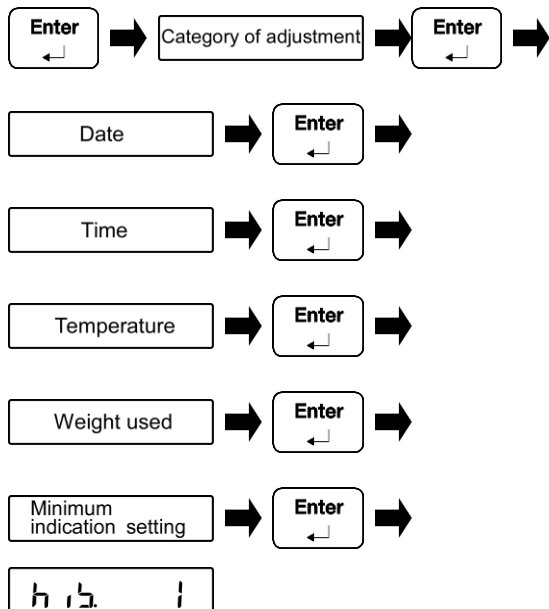 Enter Category of adjustment Enter
Date Enter
Time Enter
Temperature Enter
Weight used Enter
Minimum
indication setting Enter
h is. 1